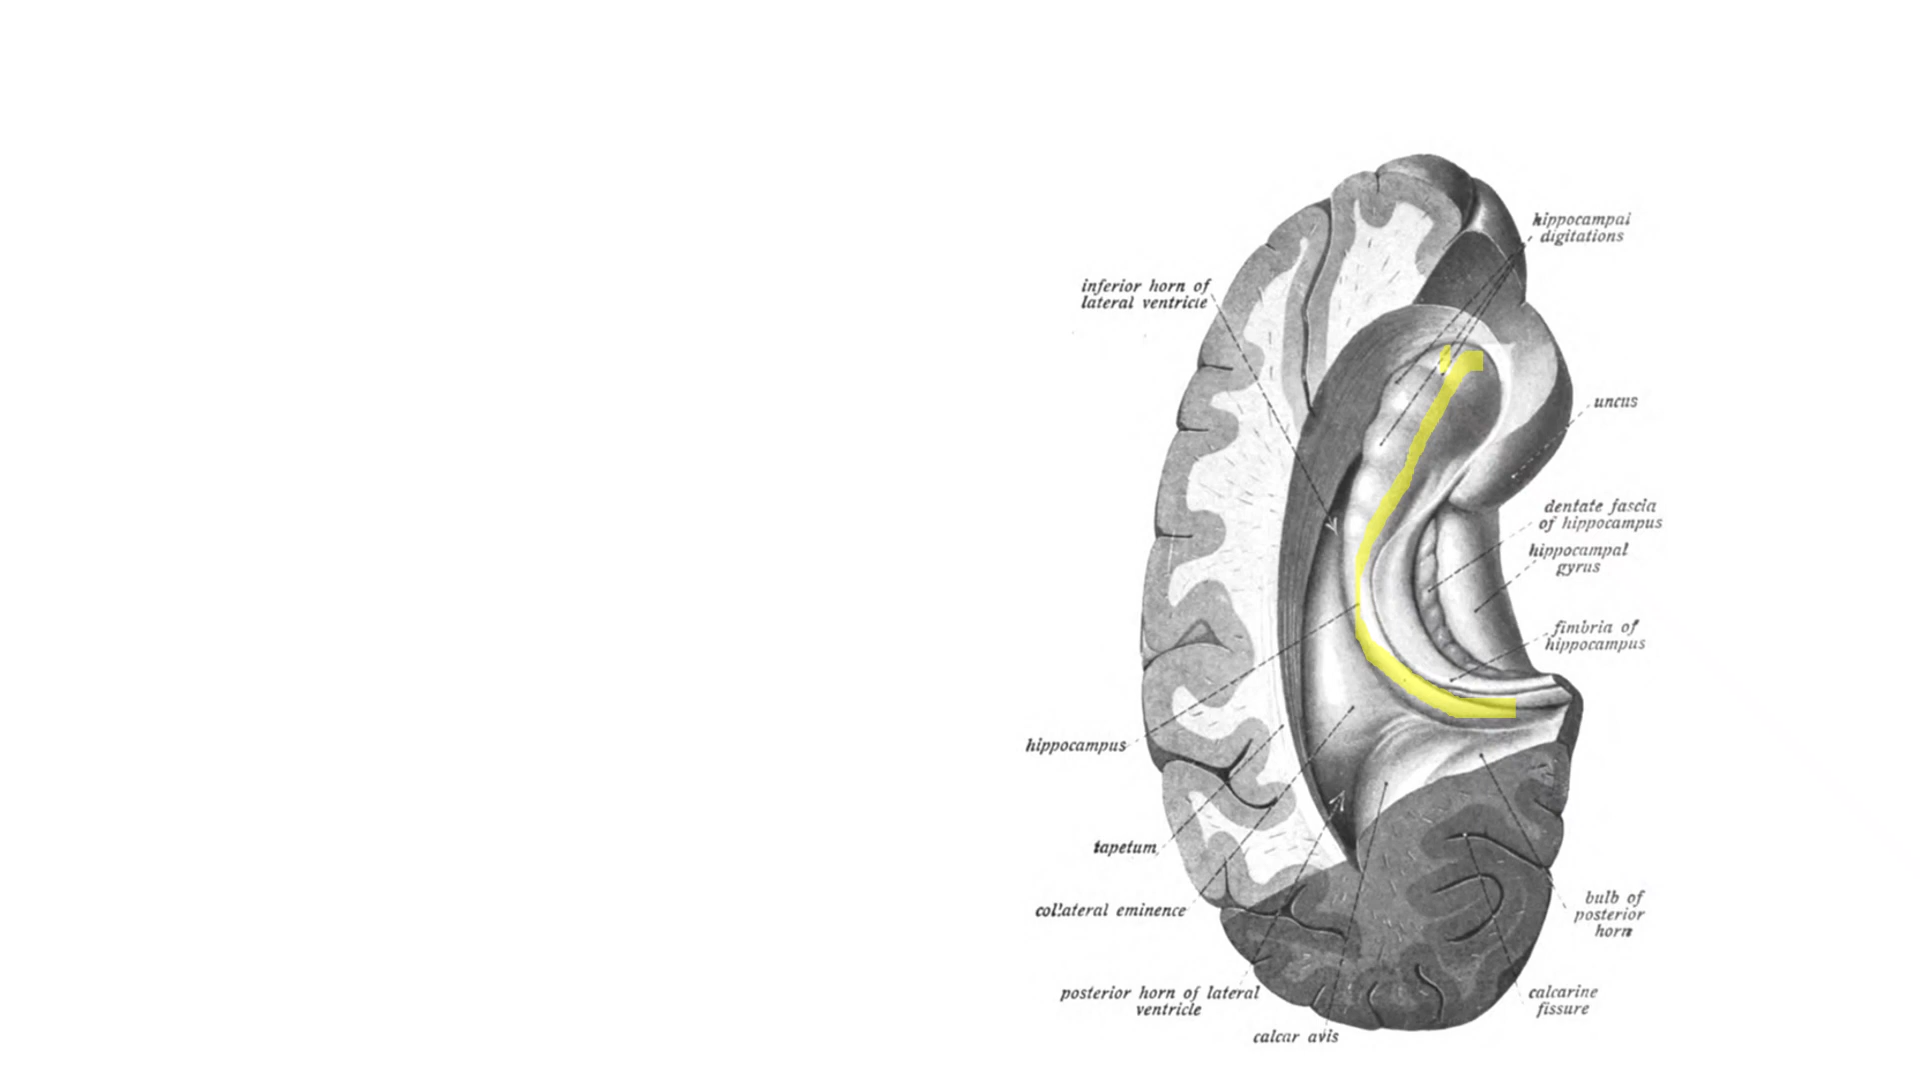 hippocampal
digitations
inferior horn of
lateral ventricle
uncus
dentate fascia
of hippocampus
hippocampal
gyrus
fimbria of
hippocampus
hippocampus
tapetum
collateral eminence
bulb of
posterior
horn
posterior horn of lateral
ventricle
calcarine
fissure
calcar avis